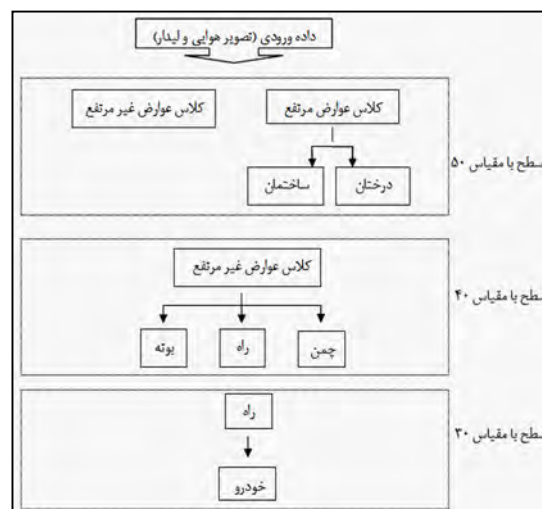 داده ورودی (تصویر هوایی و لیدار)
کلاس عوارض مرتفع
کلاس عوارض غیر مرتفع
درختان
ساختمان
سطح با مقیاس ۵۰
کلاس عوارض غیر مرتفع
چمن
راه
بوته
سطح با مقیاس ۴۰
راه
خودرو
سطح با مقیاس ۳۰